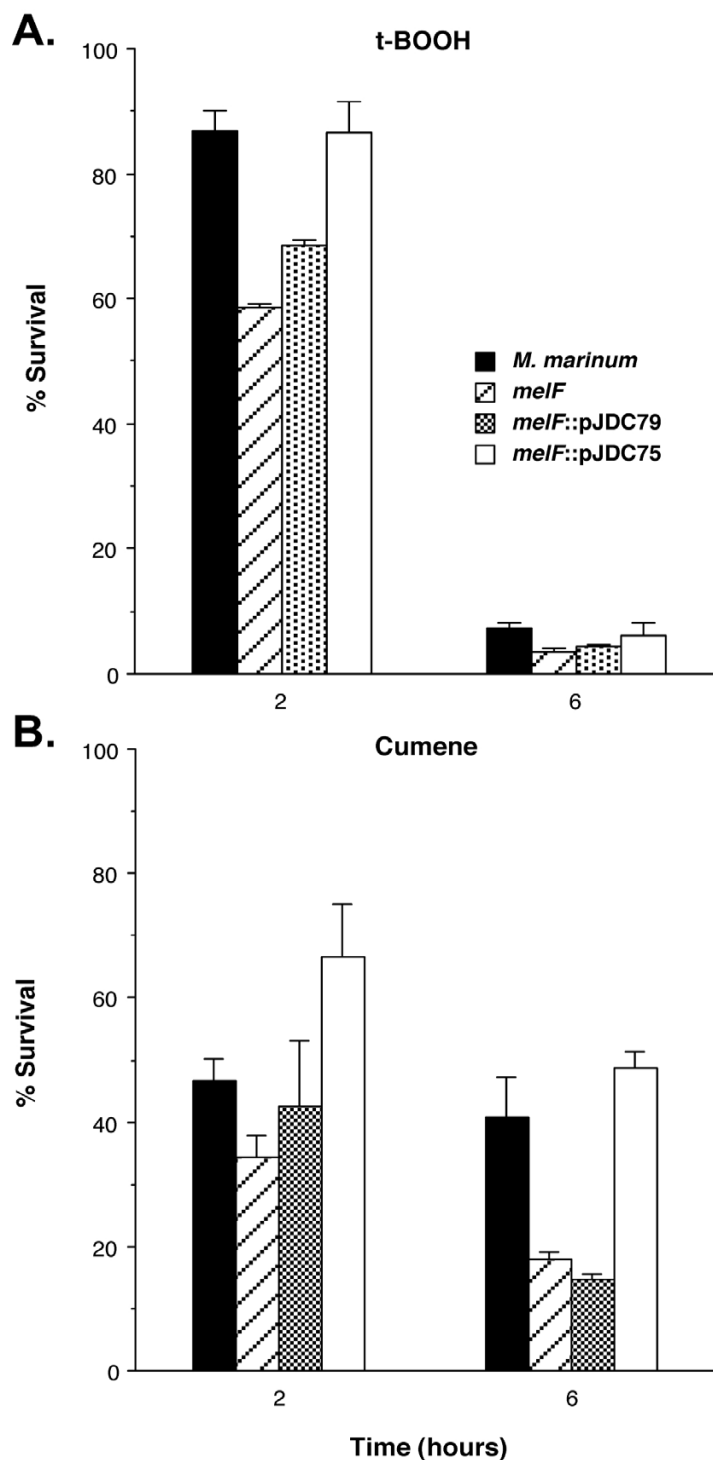 A.
t-BOOH
100
80
60
40
20
0
% Survival
M. marinum
melF
melF::pJDC79
melF::pJDC75
2
6
B.
Cumene
100
80
60
40
20
0
% Survival
2
6
Time (hours)